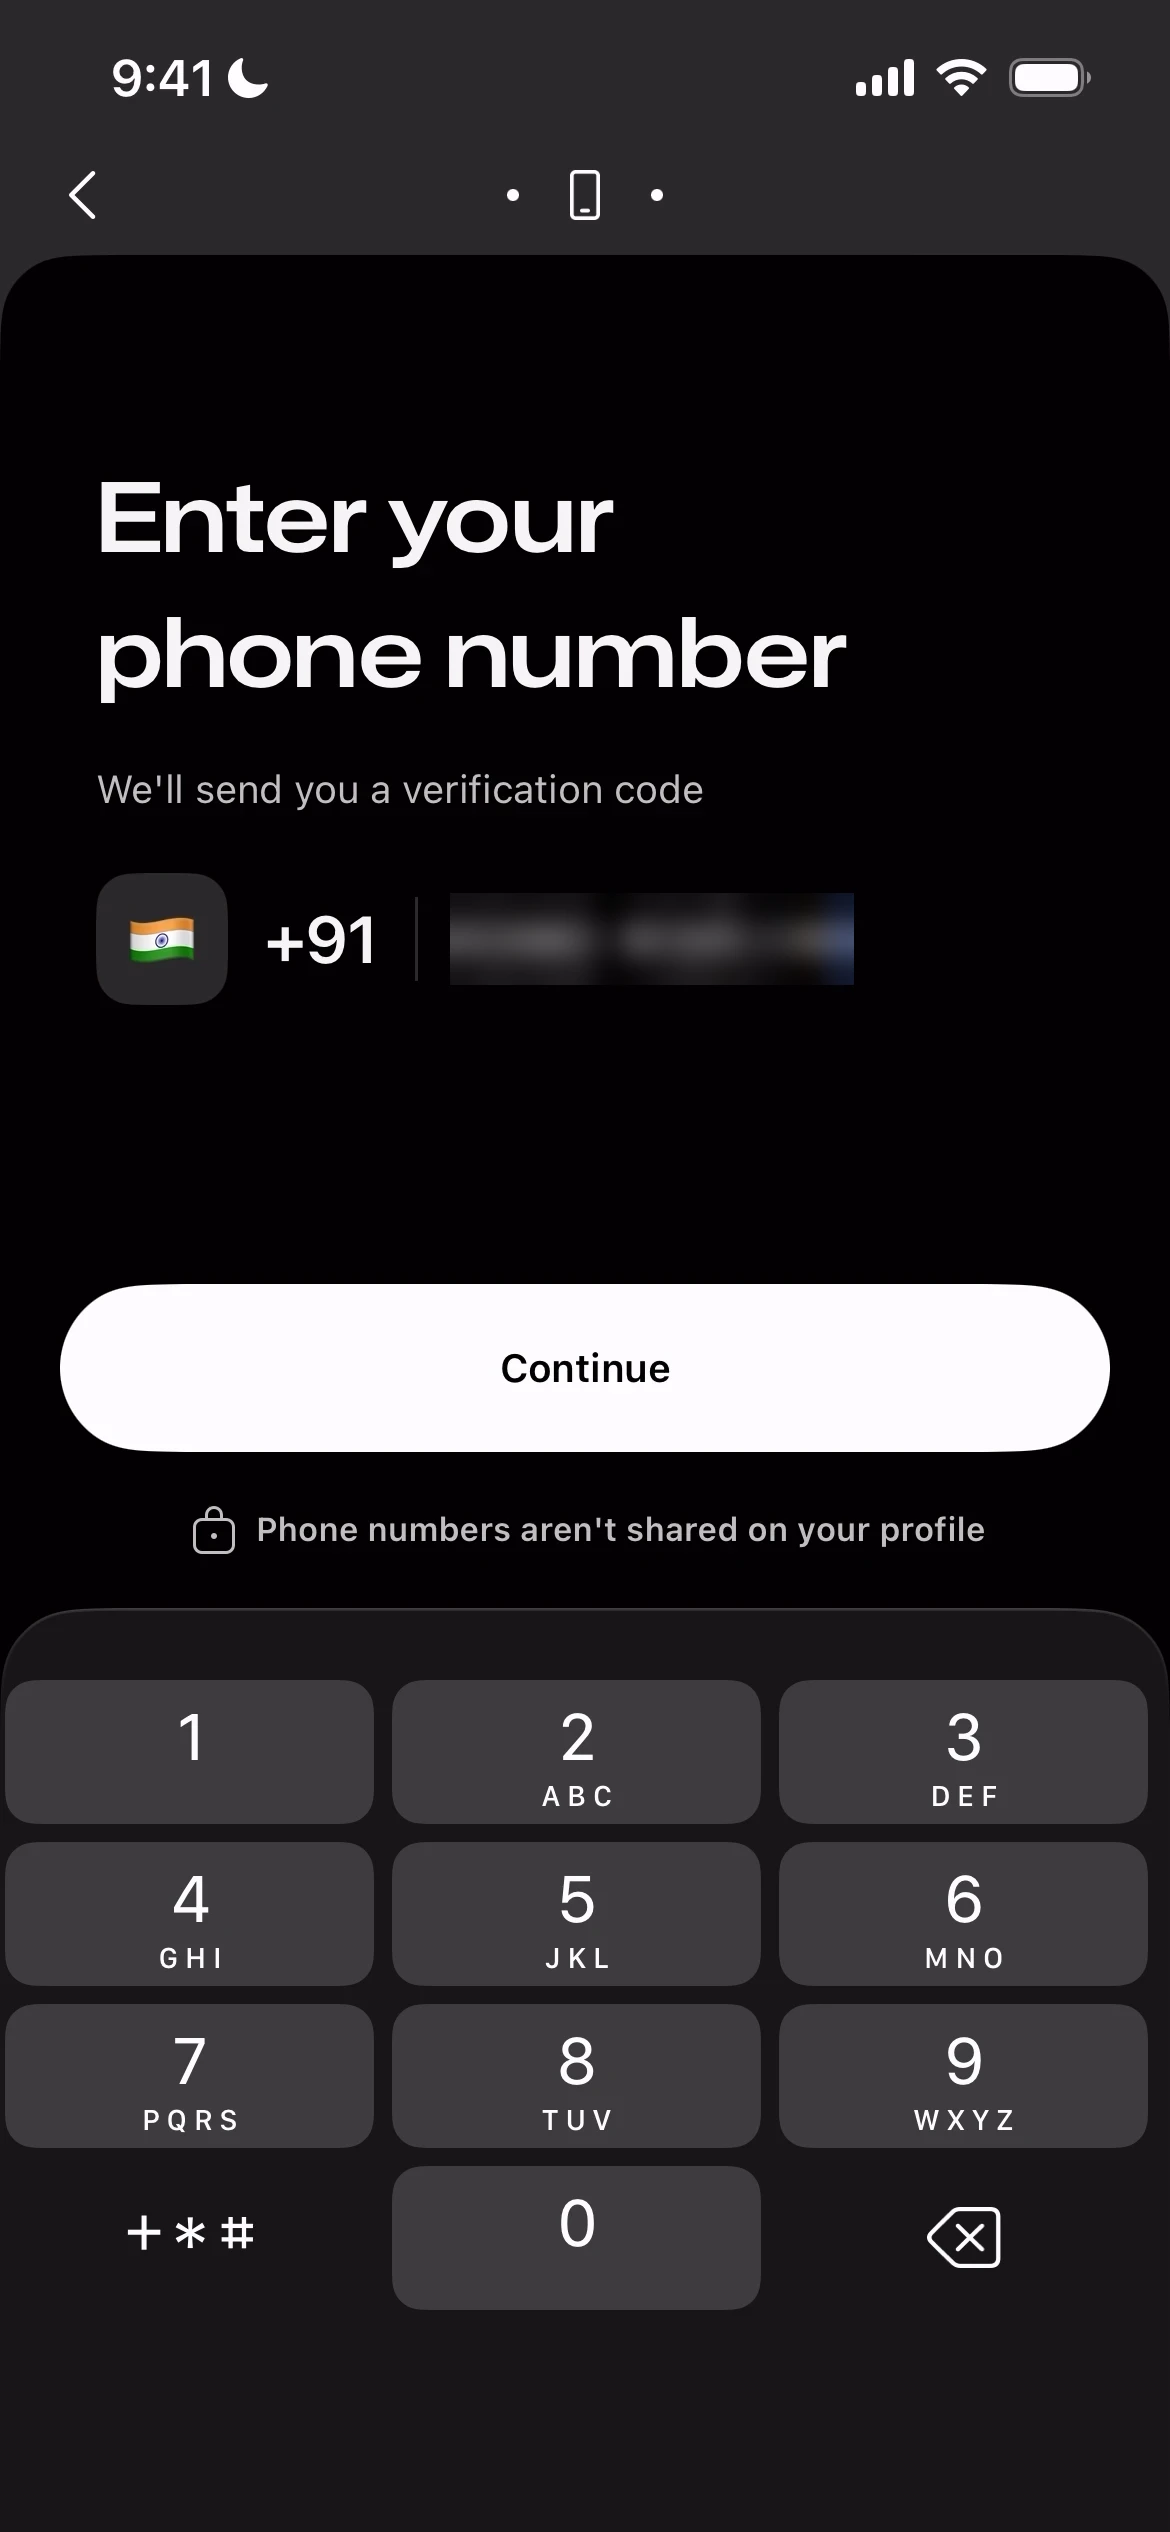 9:41
Enter your
phone number
We'll send you a verification code
+91
Continue
Phone numbers aren't shared on your profile
1
2
ABC
3
DEF
4
GHI
5
JKL
6
MNO
7
PQRS
8
TUV
9
WXYZ
+*#
0